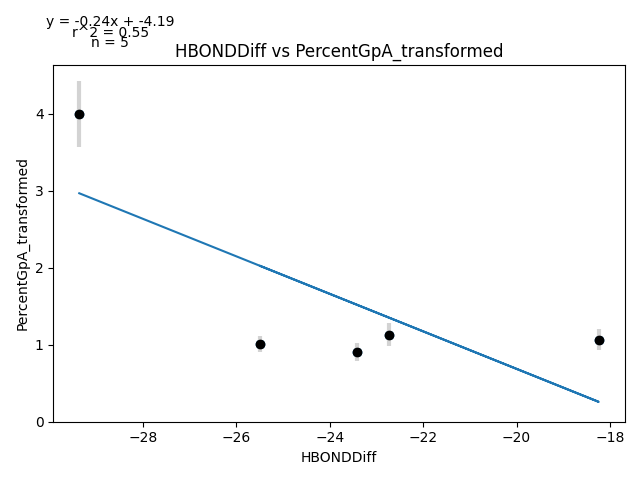 y = -0.24x + -4.19
r^2 = 0.55
n = 5
HBONDDiff vs PercentGpA_transformed
PercentGpA_transformed
4
3
2
1
0
−28 −26 −24 −22 −20 −18
HBONDDiff